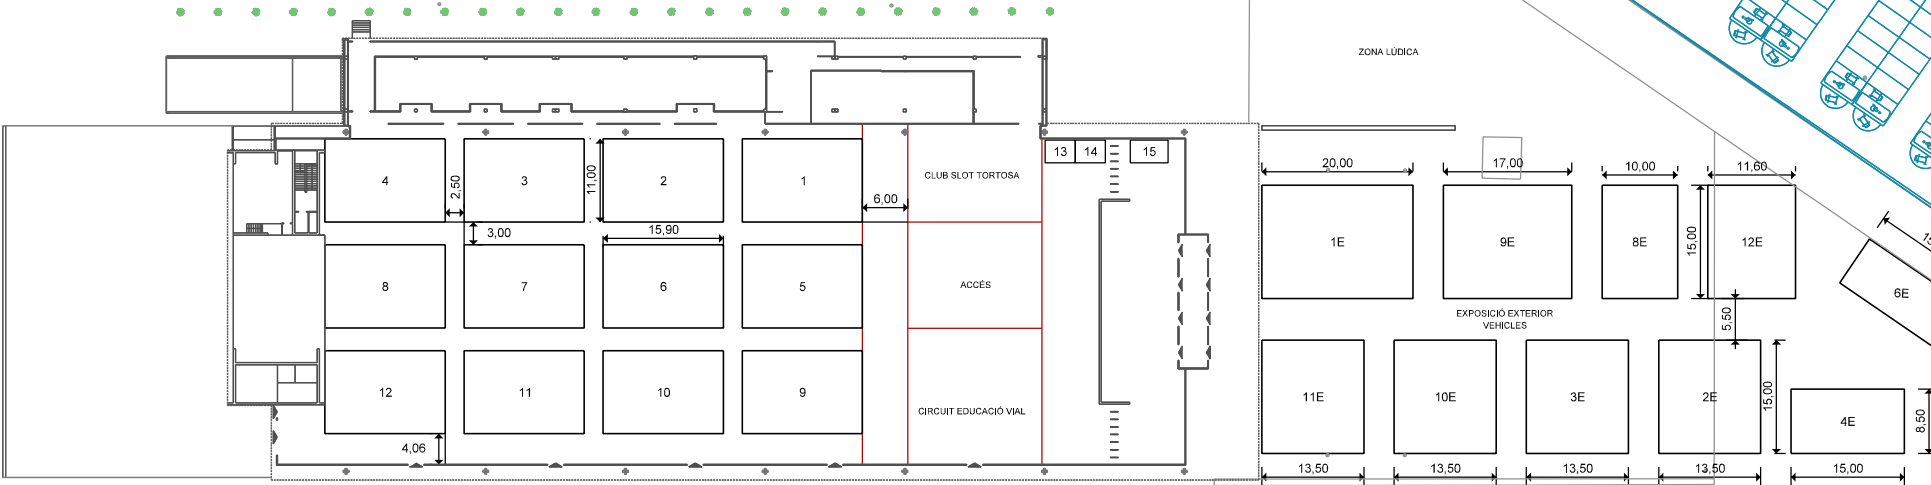 ZONA LÚDICA
13 14 15
4 3 2 1
2,50
11,00
CLUB SLOT TORTOSA
6,00
3,00
15,90
20,00 17,00 10,00 11,60
1E 9E 8E 12E
15,00
6E
8 7 6 5
ACCÉS
EXPOSICIÓ EXTERIOR
VEHICLES
5,50
12 11 10 9
CIRCUIT EDUCACIÓ VIAL
4,06
11E 10E 3E 2E
15,00
4E
8,50
13,50 13,50 13,50 13,50 15,00